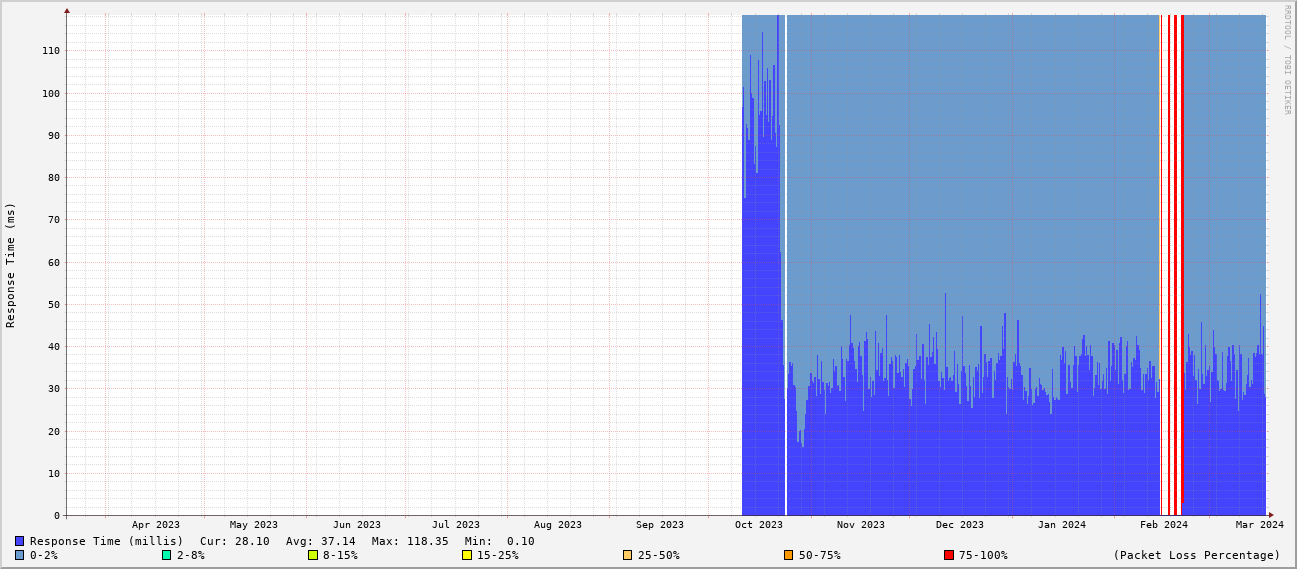 RRDTOOL / TOBI OETIKER
Response Time (ms)
110
100
90
80
70
60
50
40
30
20
10
0
Apr 2023 May 2023 Jun 2023 Jul 2023 Aug 2023 Sep 2023 Oct 2023 Nov 2023 Dec 2023 Jan 2024 Feb 2024 Mar 2024
Response Time (millis) Cur: 28.10 Avg: 37.14 Max: 118.35 Min: 0.10
0-2% 2-8% 8-15% 15-25% 25-50% 50-75% 75-100% (Packet Loss Percentage)